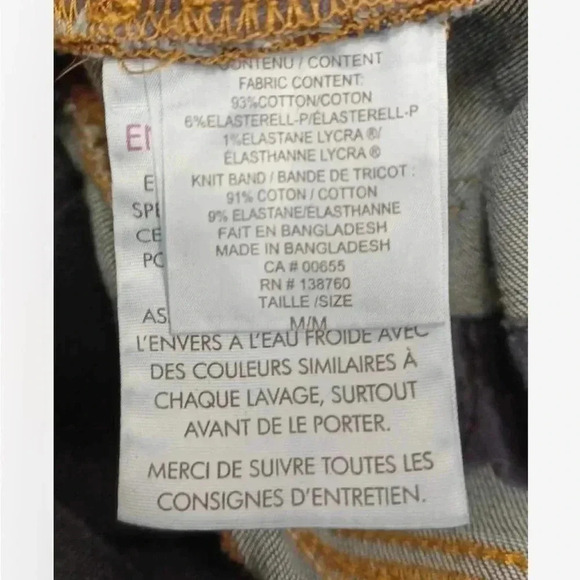 CONTENU / CONTENT
FABRIC CONTENT:
93%COTTON/COTON
6%ELASTERELL-P/ÉLASTERELL-P
1%ELASTANE LYCRA ®/
ÉLASTHANNE LYCRA ®
KNIT BAND / BANDE DE TRICOT :
91% COTON / COTTON
9% ELASTANE/ÉLASTHANNE
FAIT EN BANGLADESH
MADE IN BANGLADESH
CA # 00655
RN # 138760
TAILLE /SIZE
M/M
AS
L'ENVERS À L'EAU FROIDE AVEC
DES COULEURS SIMILAIRES À
CHAQUE LAVAGE, SURTOUT
AVANT DE LE PORTER.
MERCI DE SUIVRE TOUTES LES
CONSIGNES D'ENTRETIEN.